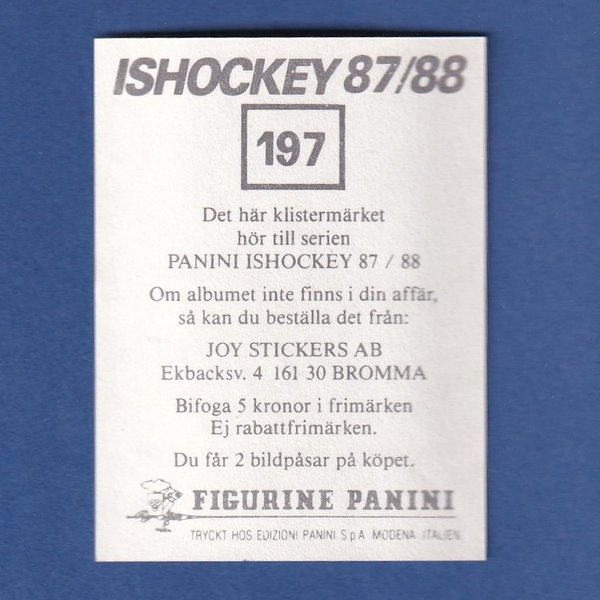 ISHOCKEY 87/88
197
Det här klistermärket
hör till serien
PANINI ISHOCKEY 87 / 88
Om albumet inte finns i din affär,
så kan du beställa det från:
JOY STICKERS AB
Ekbacksv. 4 161 30 BROMMA
Bifoga 5 kronor i frimärken
Ej rabattfrimärken.
Du får 2 bildpåsar på köpet.
FIGURINE PANINI
TRYCKT HOS EDIZIONI PANINI S.p.A. MODENA ITALIEN